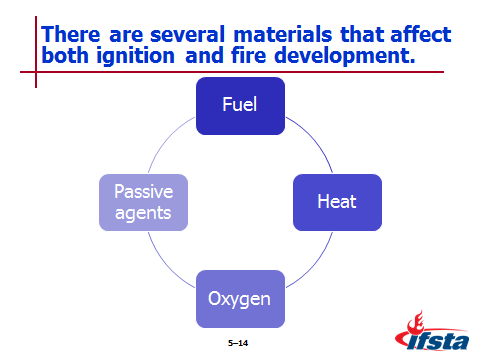 There are several materials that affect
both ignition and fire development.
Fuel
Passive
agents
Heat
Oxygen
5–14
ifsta